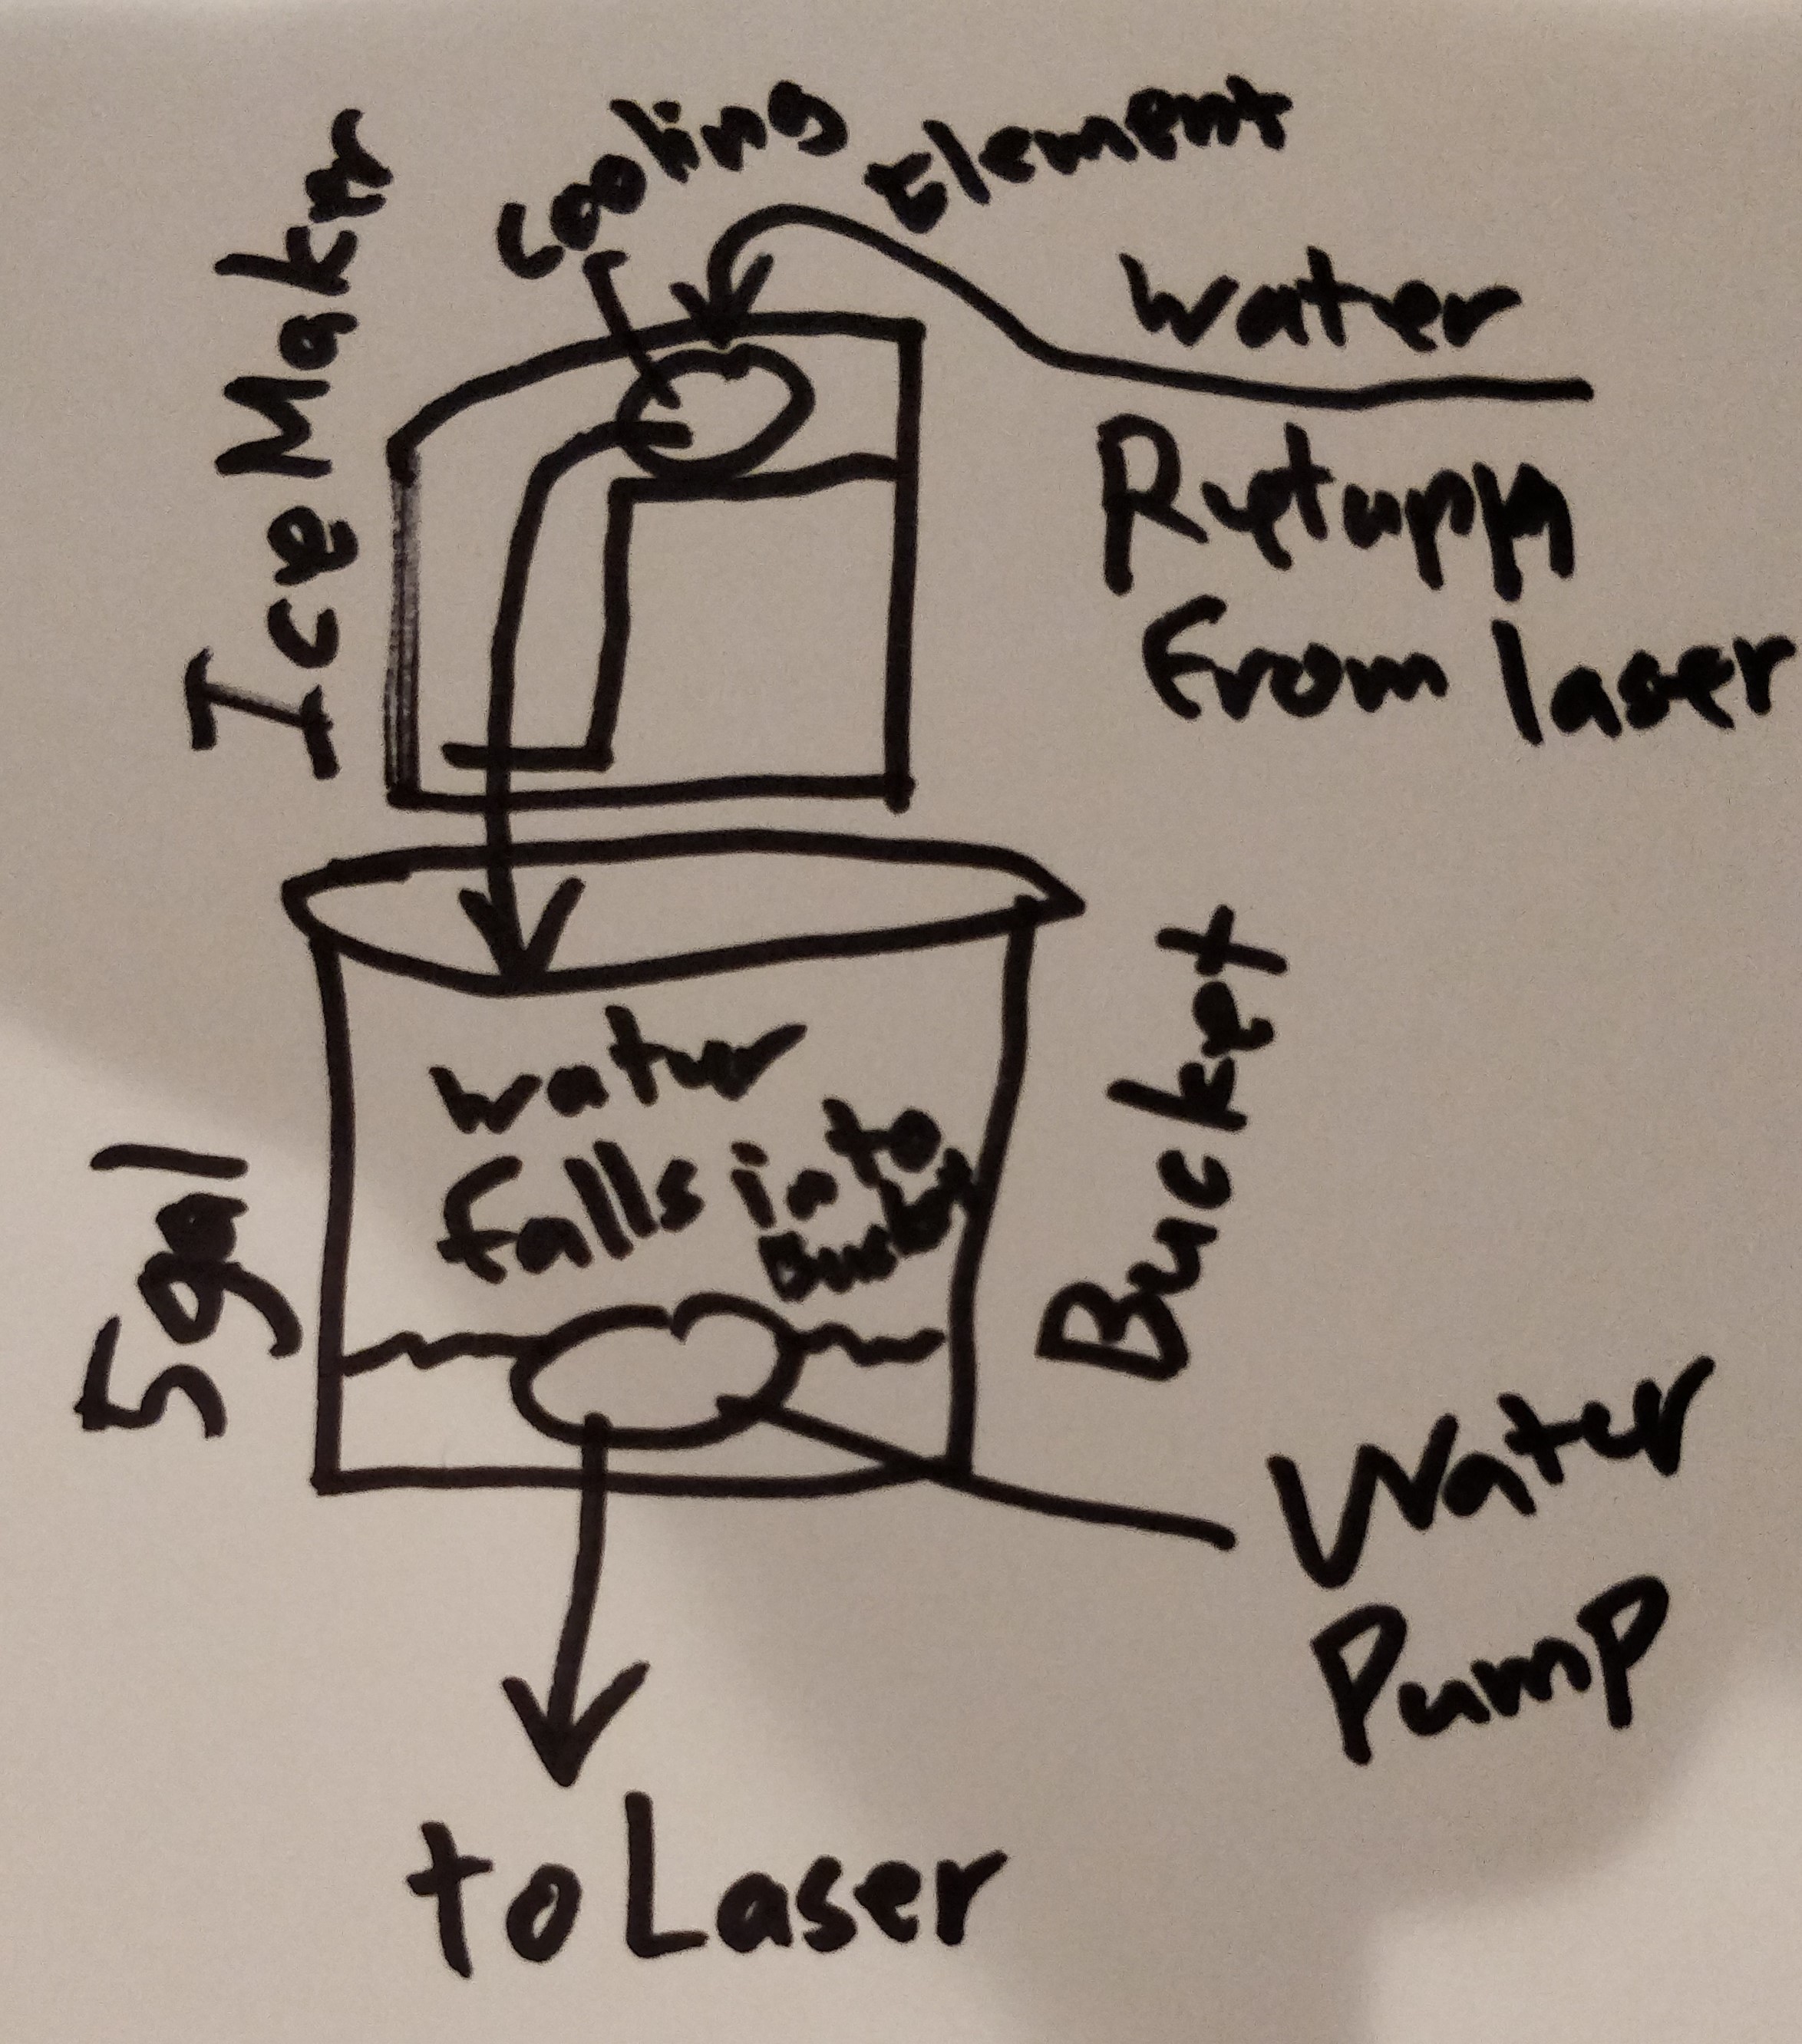 Cooling Element
Ice Maker
Water
Return
From laser
water
falls into
Bucket
5gal
Bucket
Water
Pump
to Laser